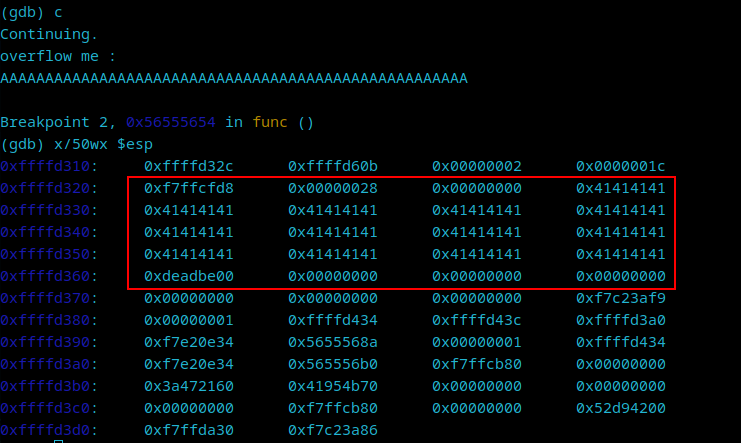 (gdb) c
Continuing.
overflow me :
AAAAAAAAAAAAAAAAAAAAAAAAAAAAAAAAAAAAAAAAAAAAAAAAAAAA
Breakpoint 2, 0x56555654 in func ()
(gdb) x/50wx $esp
0xffffd310: 0xffffd32c 0xffffd60b 0x00000002 0x0000001c
0xffffd320: 0xf7ffcfd8 0x00000028 0x00000000 0x41414141
0xffffd330: 0x41414141 0x41414141 0x41414141 0x41414141
0xffffd340: 0x41414141 0x41414141 0x41414141 0x41414141
0xffffd350: 0x41414141 0x41414141 0x41414141 0x41414141
0xffffd360: 0xdeadbe00 0x00000000 0x00000000 0x00000000
0xffffd370: 0x00000000 0x00000000 0x00000000 0xf7c23af9
0xffffd380: 0x00000001 0xffffd434 0xffffd43c 0xffffd3a0
0xffffd390: 0xf7e20e34 0x5655568a 0x00000001 0xffffd434
0xffffd3a0: 0xf7e20e34 0x565556b0 0xf7ffcb80 0x00000000
0xffffd3b0: 0x3a472160 0x41954b70 0x00000000 0x00000000
0xffffd3c0: 0x00000000 0xf7ffcb80 0x00000000 0x52d94200
0xffffd3d0: 0xf7ffda30 0xf7c23a86